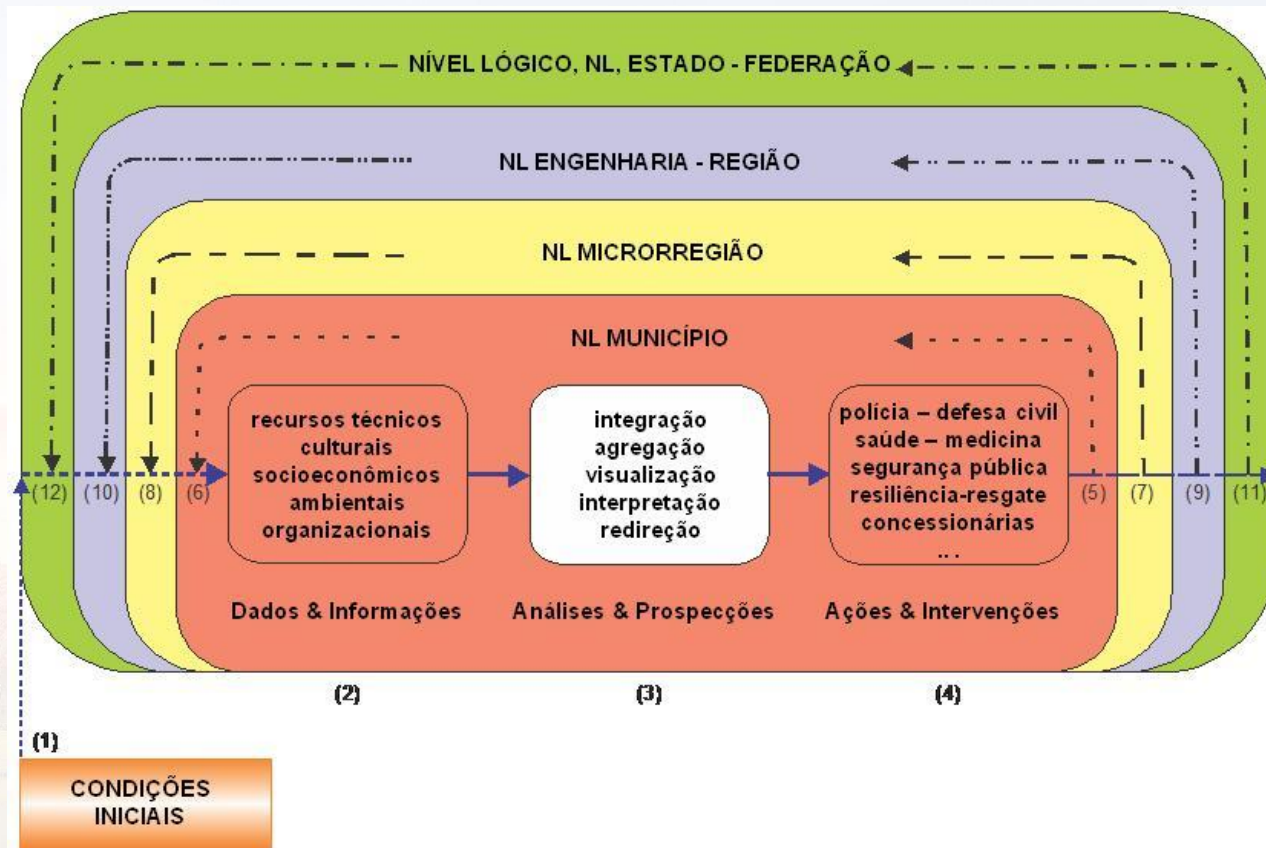 NÍVEL LÓGICO, NL, ESTADO - FEDERAÇÃO
NL ENGENHARIA - REGIÃO
NL MICRORREGIÃO
NL MUNICÍPIO
recursos técnicos
culturais
socioeconômicos
ambientais
organizacionais
integração
agregação
visualização
interpretação
redireção
polícia – defesa civil
saúde – medicina
segurança pública
resiliência-resgate
concessionárias
...
(12) (10) (8) (6)
(5) (7) (9) (11)
Dados & Informações
Análises & Prospecções
Ações & Intervenções
(2)
(3)
(4)
(1)
CONDIÇÕES
INICIAIS